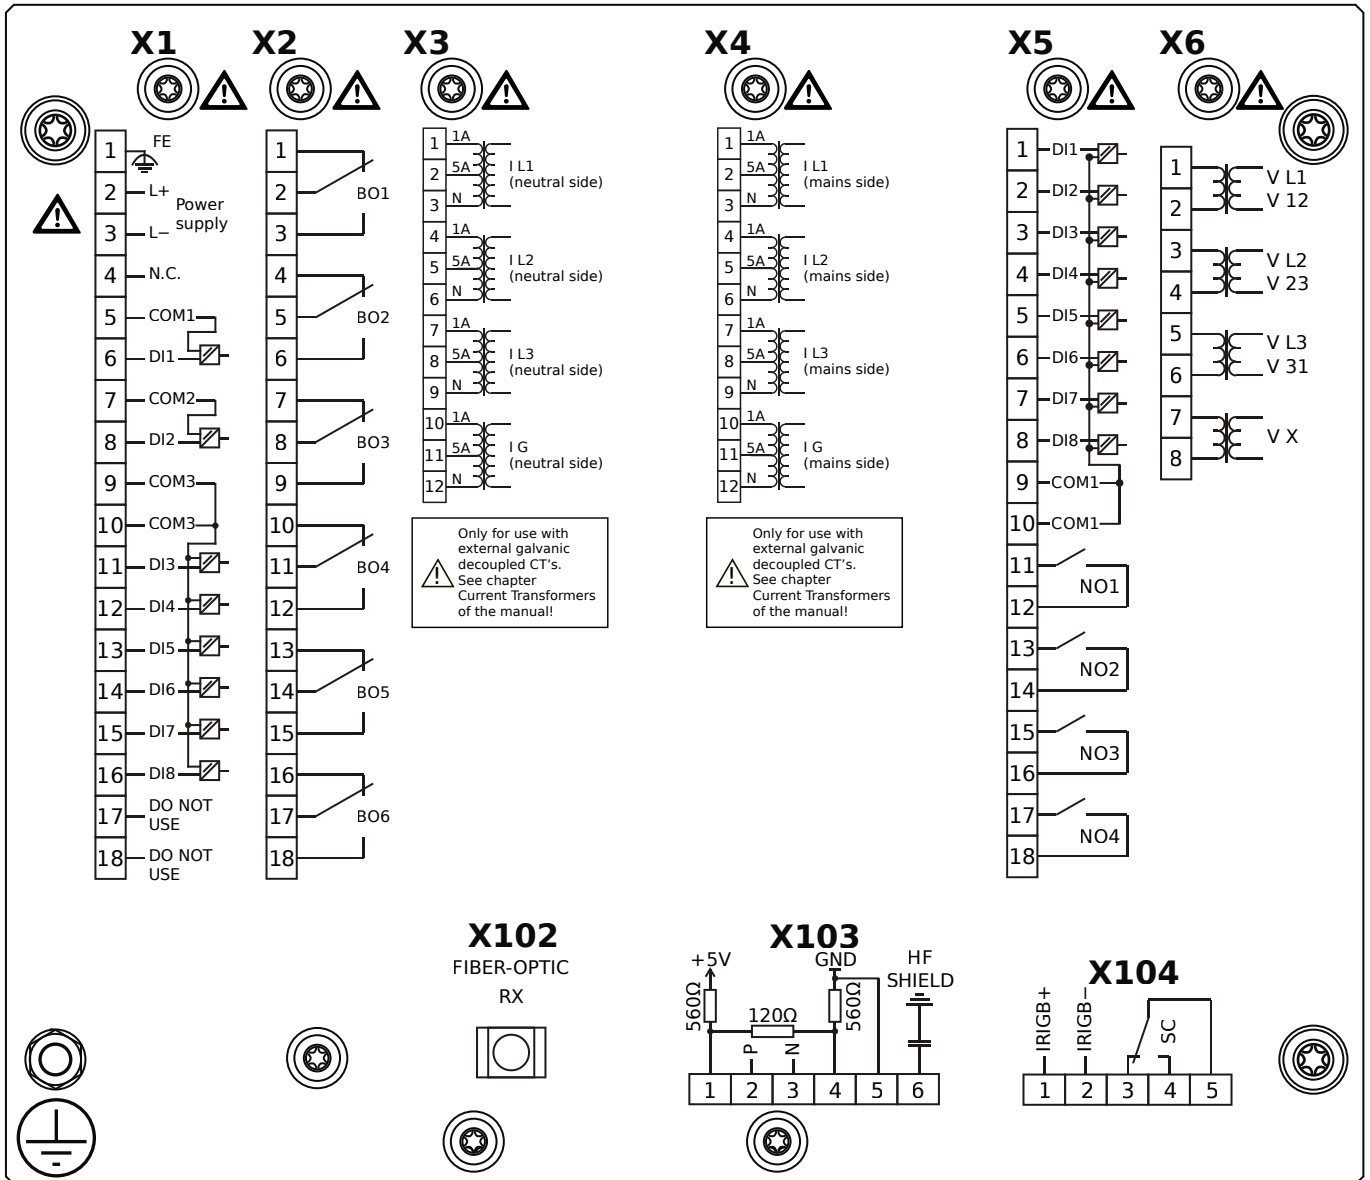 X1
X2
X3
X4
X5
X6
1
FE
2
L+
Power
supply
3
L−
4
N.C.
5
COM1
6
DI1
7
COM2
8
DI2
9
COM3
10
COM3
11
DI3
12
DI4
13
DI5
14
DI6
15
DI7
16
DI8
17
DO NOT
USE
18
DO NOT
USE
1
2
BO1
3
4
5
BO2
6
7
8
BO3
9
10
11
BO4
12
13
14
BO5
15
16
17
BO6
18
1
1A
2
5A
I L1
(neutral side)
3
N
4
1A
5
5A
I L2
(neutral side)
6
N
7
1A
8
5A
I L3
(neutral side)
9
N
10
1A
11
5A
I G
(neutral side)
12
N
Only for use with
external galvanic
decoupled CT's.
See chapter
Current Transformers
of the manual!
1
1A
2
5A
I L1
(mains side)
3
N
4
1A
5
5A
I L2
(mains side)
6
N
7
1A
8
5A
I L3
(mains side)
9
N
10
1A
11
5A
I G
(mains side)
12
N
Only for use with
external galvanic
decoupled CT's.
See chapter
Current Transformers
of the manual!
1
DI1
2
DI2
3
DI3
4
DI4
5
DI5
6
DI6
7
DI7
8
DI8
9
COM1
10
COM1
11
NO1
12
13
NO2
14
15
NO3
16
17
NO4
18
1
V L1
2
V 12
3
V L2
4
V 23
5
V L3
6
V 31
7
V X
8
X102
FIBER-OPTIC
RX
X103
+5V
GND
HF
SHIELD
560Ω
120Ω
560Ω
P
N
1 2 3 4 5 6
X104
IRIGB+
IRIGB−
SC
1 2 3 4 5